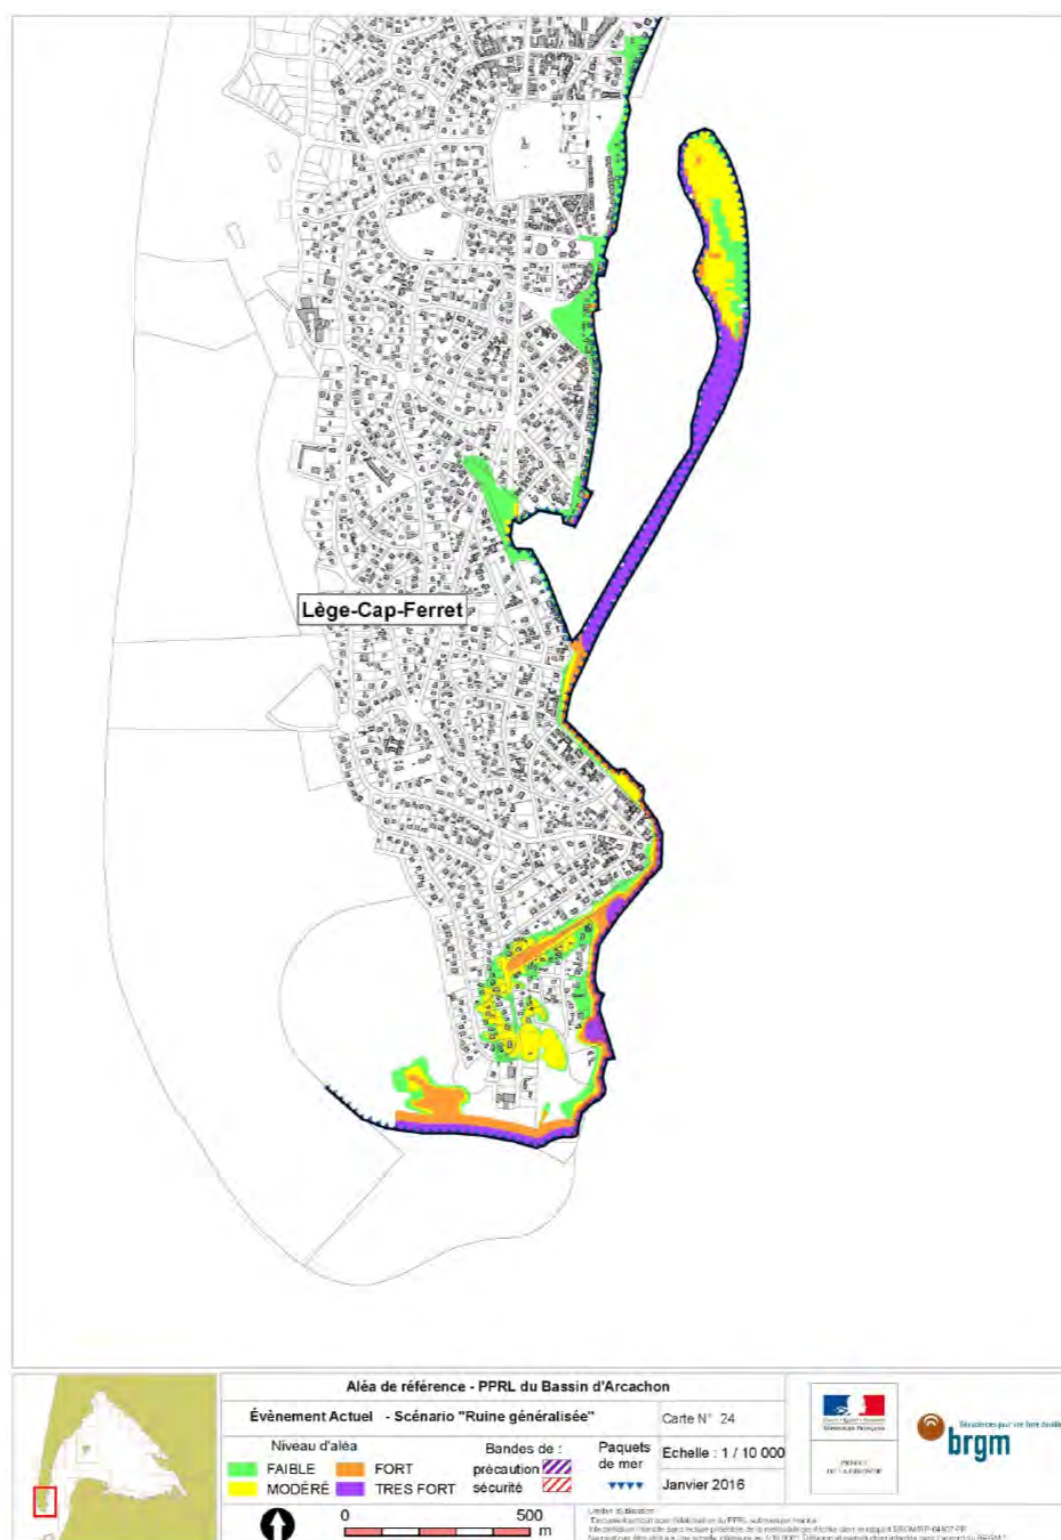 Lège-Cap-Ferret
Aléa de référence - PPRL du Bassin d'Arcachon
Évènement Actuel - Scénario "Ruine généralisée"
Carte N° 24
Niveau d'aléa
FAIBLE
FORT
MODÉRÉ
TRES FORT
Bandes de :
précaution
sécurité
Paquets
de mer
Echelle : 1 / 10 000
Janvier 2016
0
500
m
brgm